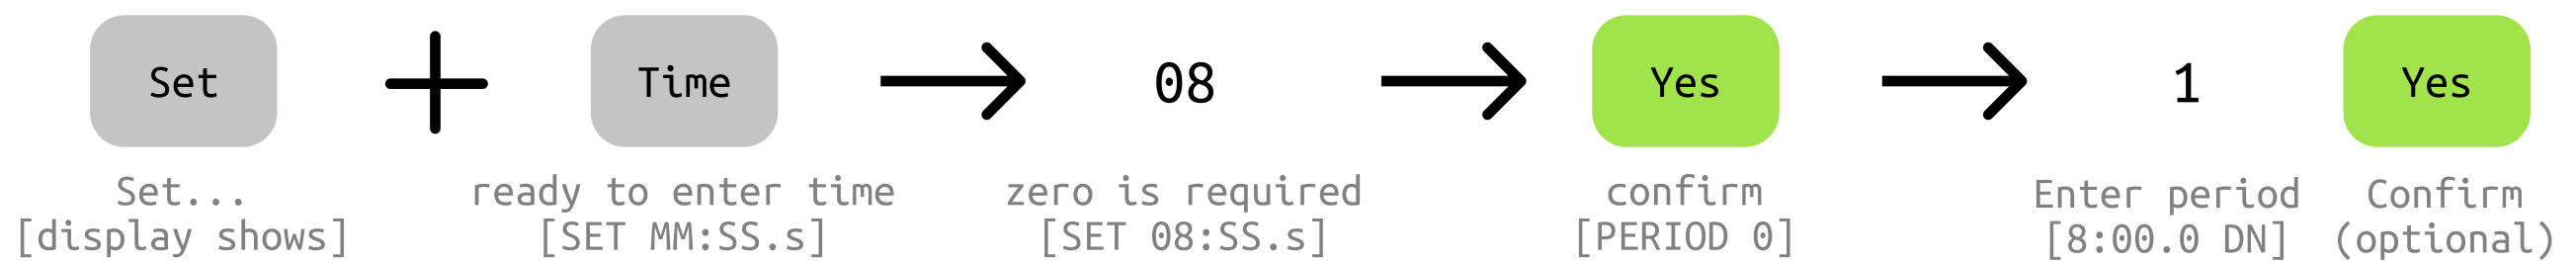 Set
Time
08
Yes
1
Yes
Set...
[display shows]
ready to enter time
[SET MM:SS.s]
zero is required
[SET 08:SS.s]
confirm
[PERIOD 0]
Enter period
[8:00.0 DN]
Confirm
(optional)